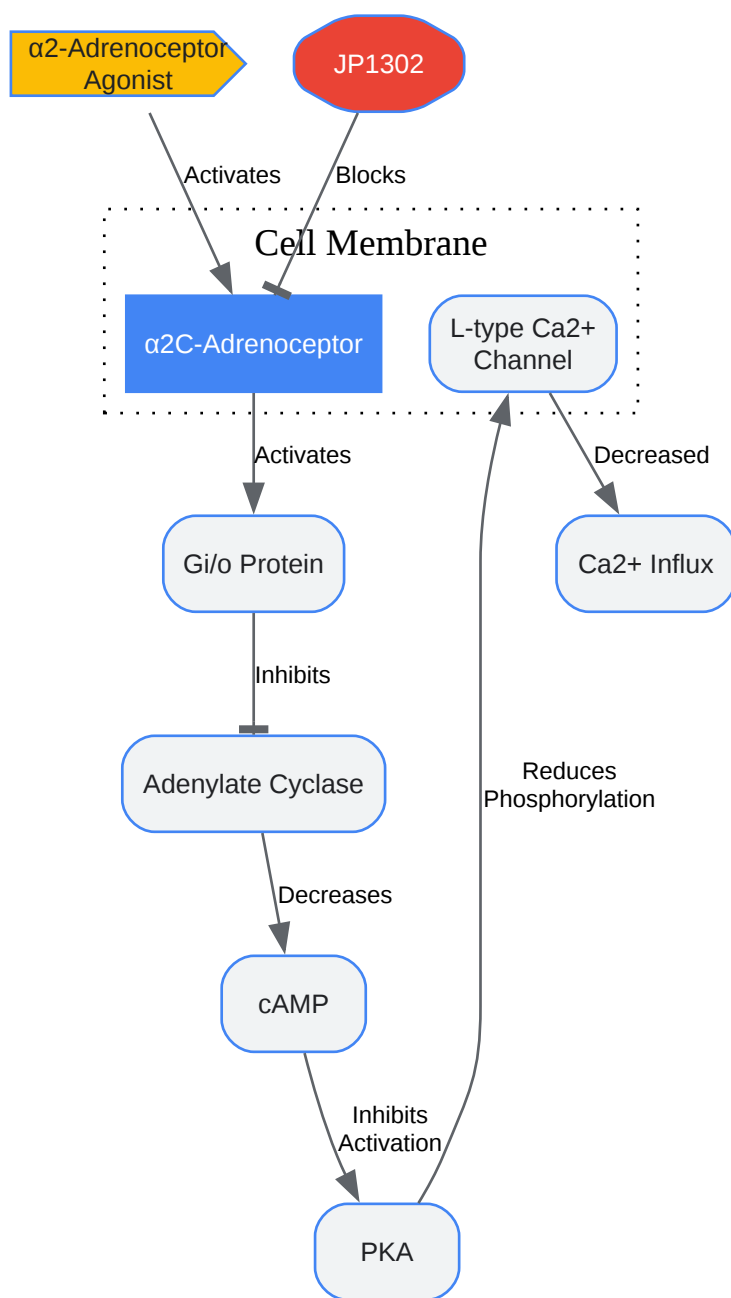 α2-Adrenoceptor
Agonist
JP1302
Activates
Blocks
Cell Membrane
α2C-Adrenoceptor
L-type Ca2+
Channel
Activates
Decreased
Gi/o Protein
Ca2+ Influx
Inhibits
Adenylate Cyclase
Reduces
Phosphorylation
Decreases
cAMP
Inhibits
Activation
PKA